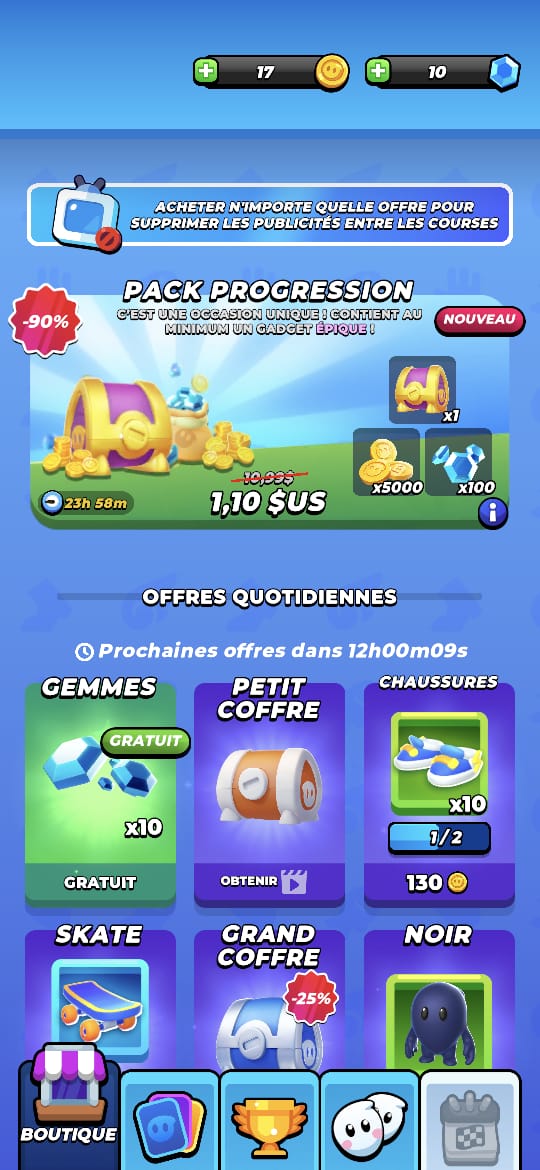 17
10
ACHETER N'IMPORTE QUELLE OFFRE POUR
SUPPRIMER LES PUBLICITÉS ENTRE LES COURSES
PACK PROGRESSION
-90%
C'EST UNE OCCASION UNIQUE ! CONTIENT AU
MINIMUM UN GADGET ÉPIQUE !
NOUVEAU
x1
x5000
x100
10,99$
1,10 $US
23h 58m
i
OFFRES QUOTIDIENNES
Prochaines offres dans 12h00m09s
GEMMES
GRATUIT
x10
GRATUIT
PETIT
COFFRE
OBTENIR
CHAUSSURES
x10
1/2
130
SKATE
GRAND
COFFRE
-25%
NOIR
BOUTIQUE